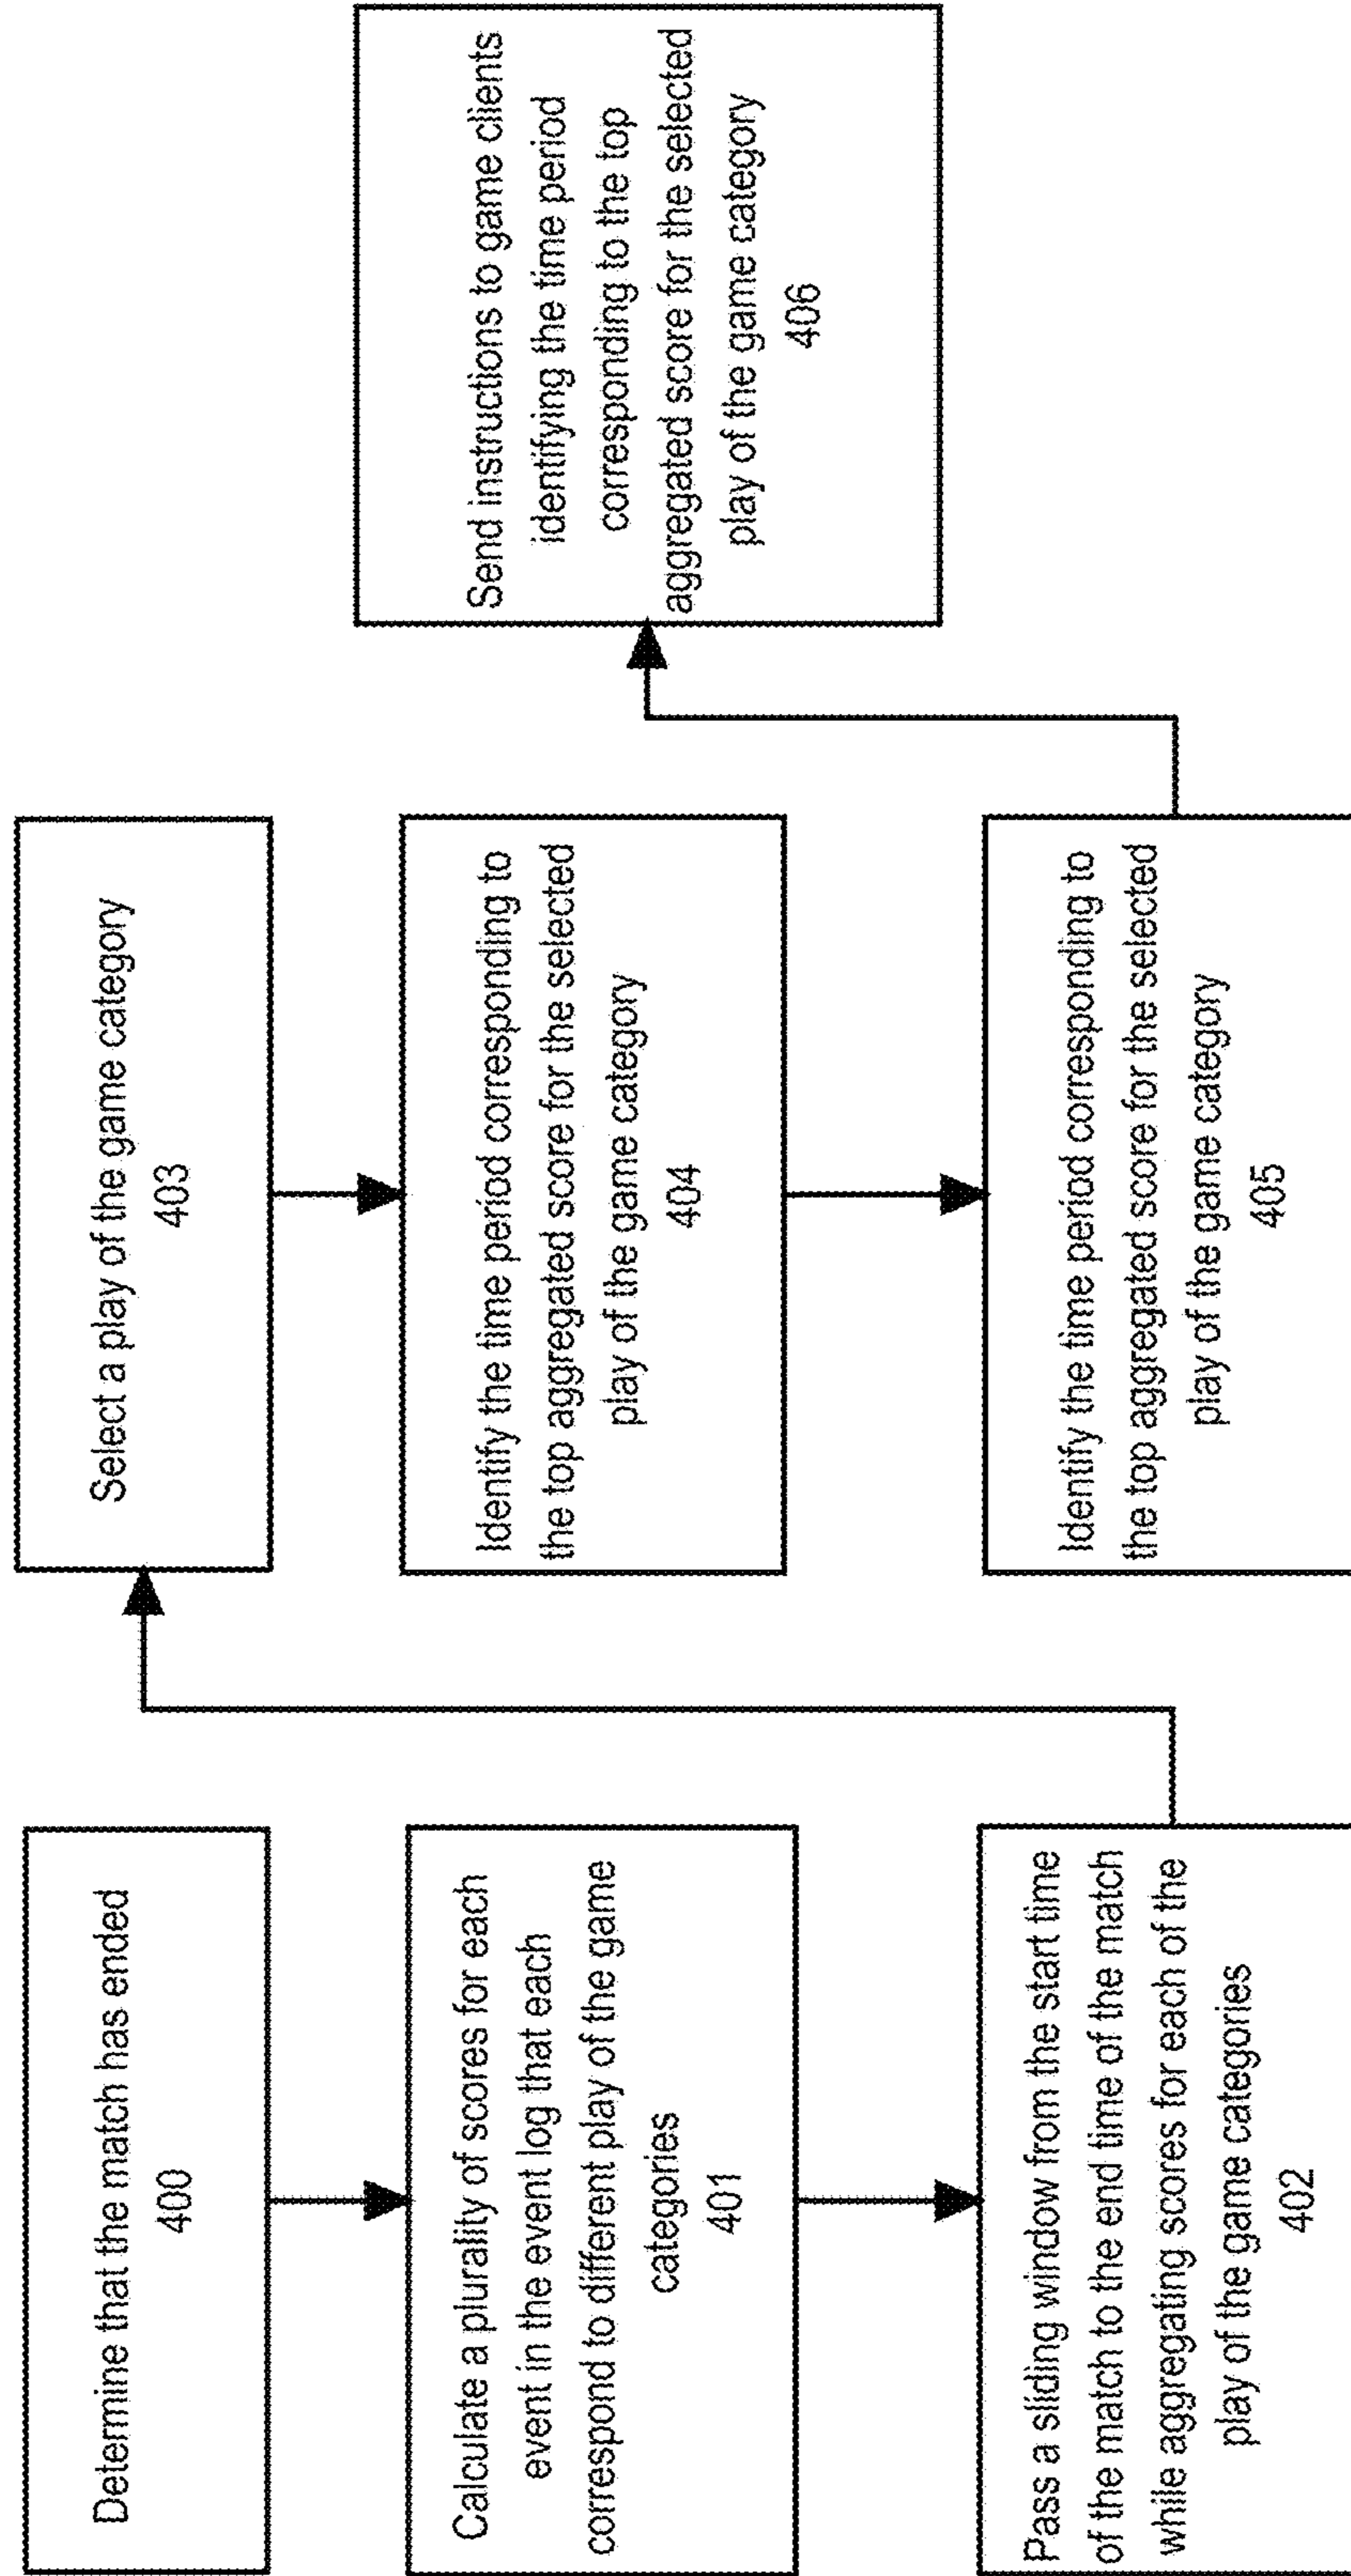 Determine that the match has ended
400
Calculate a plurality of scores for each
event in the event log that each
correspond to different play of the game
categories
401
Pass a sliding window from the start time
of the match to the end time of the match
while aggregating scores for each of the
play of the game categories
402
Select a play of the game category
403
Identify the time period corresponding to
the top aggregated score for the selected
play of the game category
404
Identify the time period corresponding to
the top aggregated score for the selected
play of the game category
405
Send instructions to game clients
identifying the time period
corresponding to the top
aggregated score for the selected
play of the game category
406